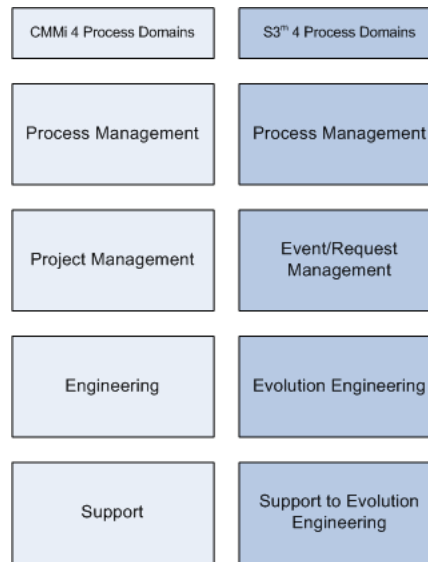 CMMi 4 Process Domains
S3ᵐ 4 Process Domains
Process Management
Process Management
Project Management
Event/Request
Management
Engineering
Evolution Engineering
Support
Support to Evolution
Engineering